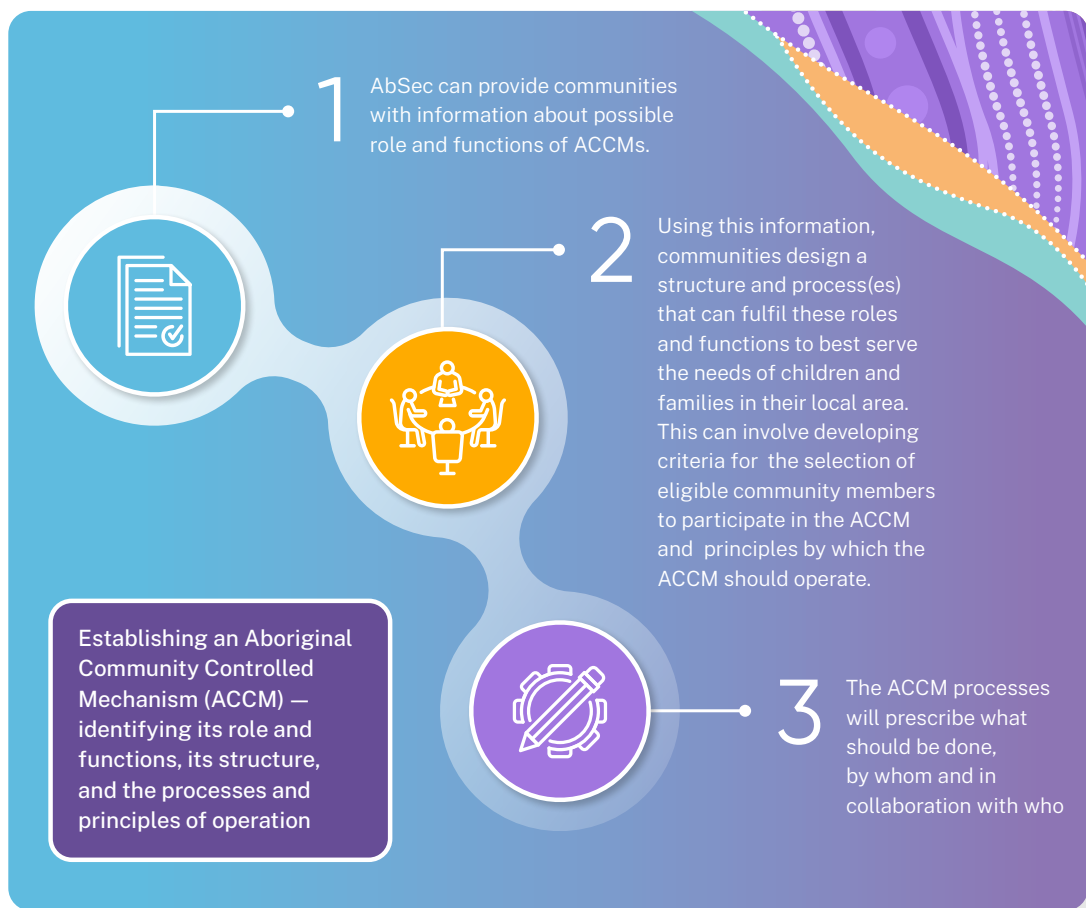 1
AbSec can provide communities
with information about possible
role and functions of ACCMs.
2
Using this information,
communities design a
structure and process(es)
that can fulfil these roles
and functions to best serve
the needs of children and
families in their local area.
This can involve developing
criteria for  the selection of
eligible community members
to participate in the ACCM
and  principles by which the
ACCM should operate.
Establishing an Aboriginal
Community Controlled
Mechanism (ACCM) —
identifying its role and
functions, its structure,
and the processes and
principles of operation
3
The ACCM processes
will prescribe what
should be done,
by whom and in
collaboration with who